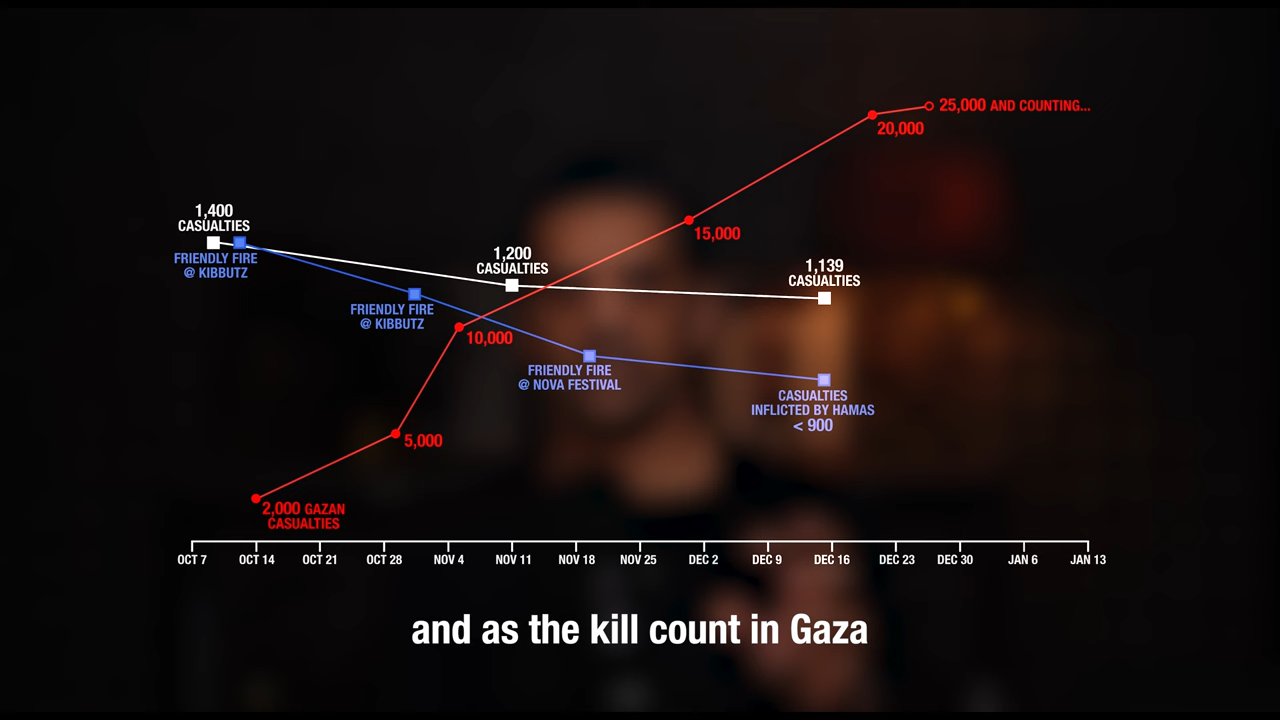 25,000 AND COUNTING...
20,000
1,400
CASUALTIES
FRIENDLY FIRE
@ KIBBUTZ
15,000
1,200
CASUALTIES
1,139
CASUALTIES
FRIENDLY FIRE
@ KIBBUTZ
10,000
FRIENDLY FIRE
@ NOVA FESTIVAL
CASUALTIES
INFLICTED BY HAMAS
< 900
5,000
2,000 GAZAN
CASUALTIES
OCT 7 OCT 14 OCT 21 OCT 28 NOV 4 NOV 11 NOV 18 NOV 25 DEC 2 DEC 9 DEC 16 DEC 23 DEC 30 JAN 6 JAN 13
and as the kill count in Gaza